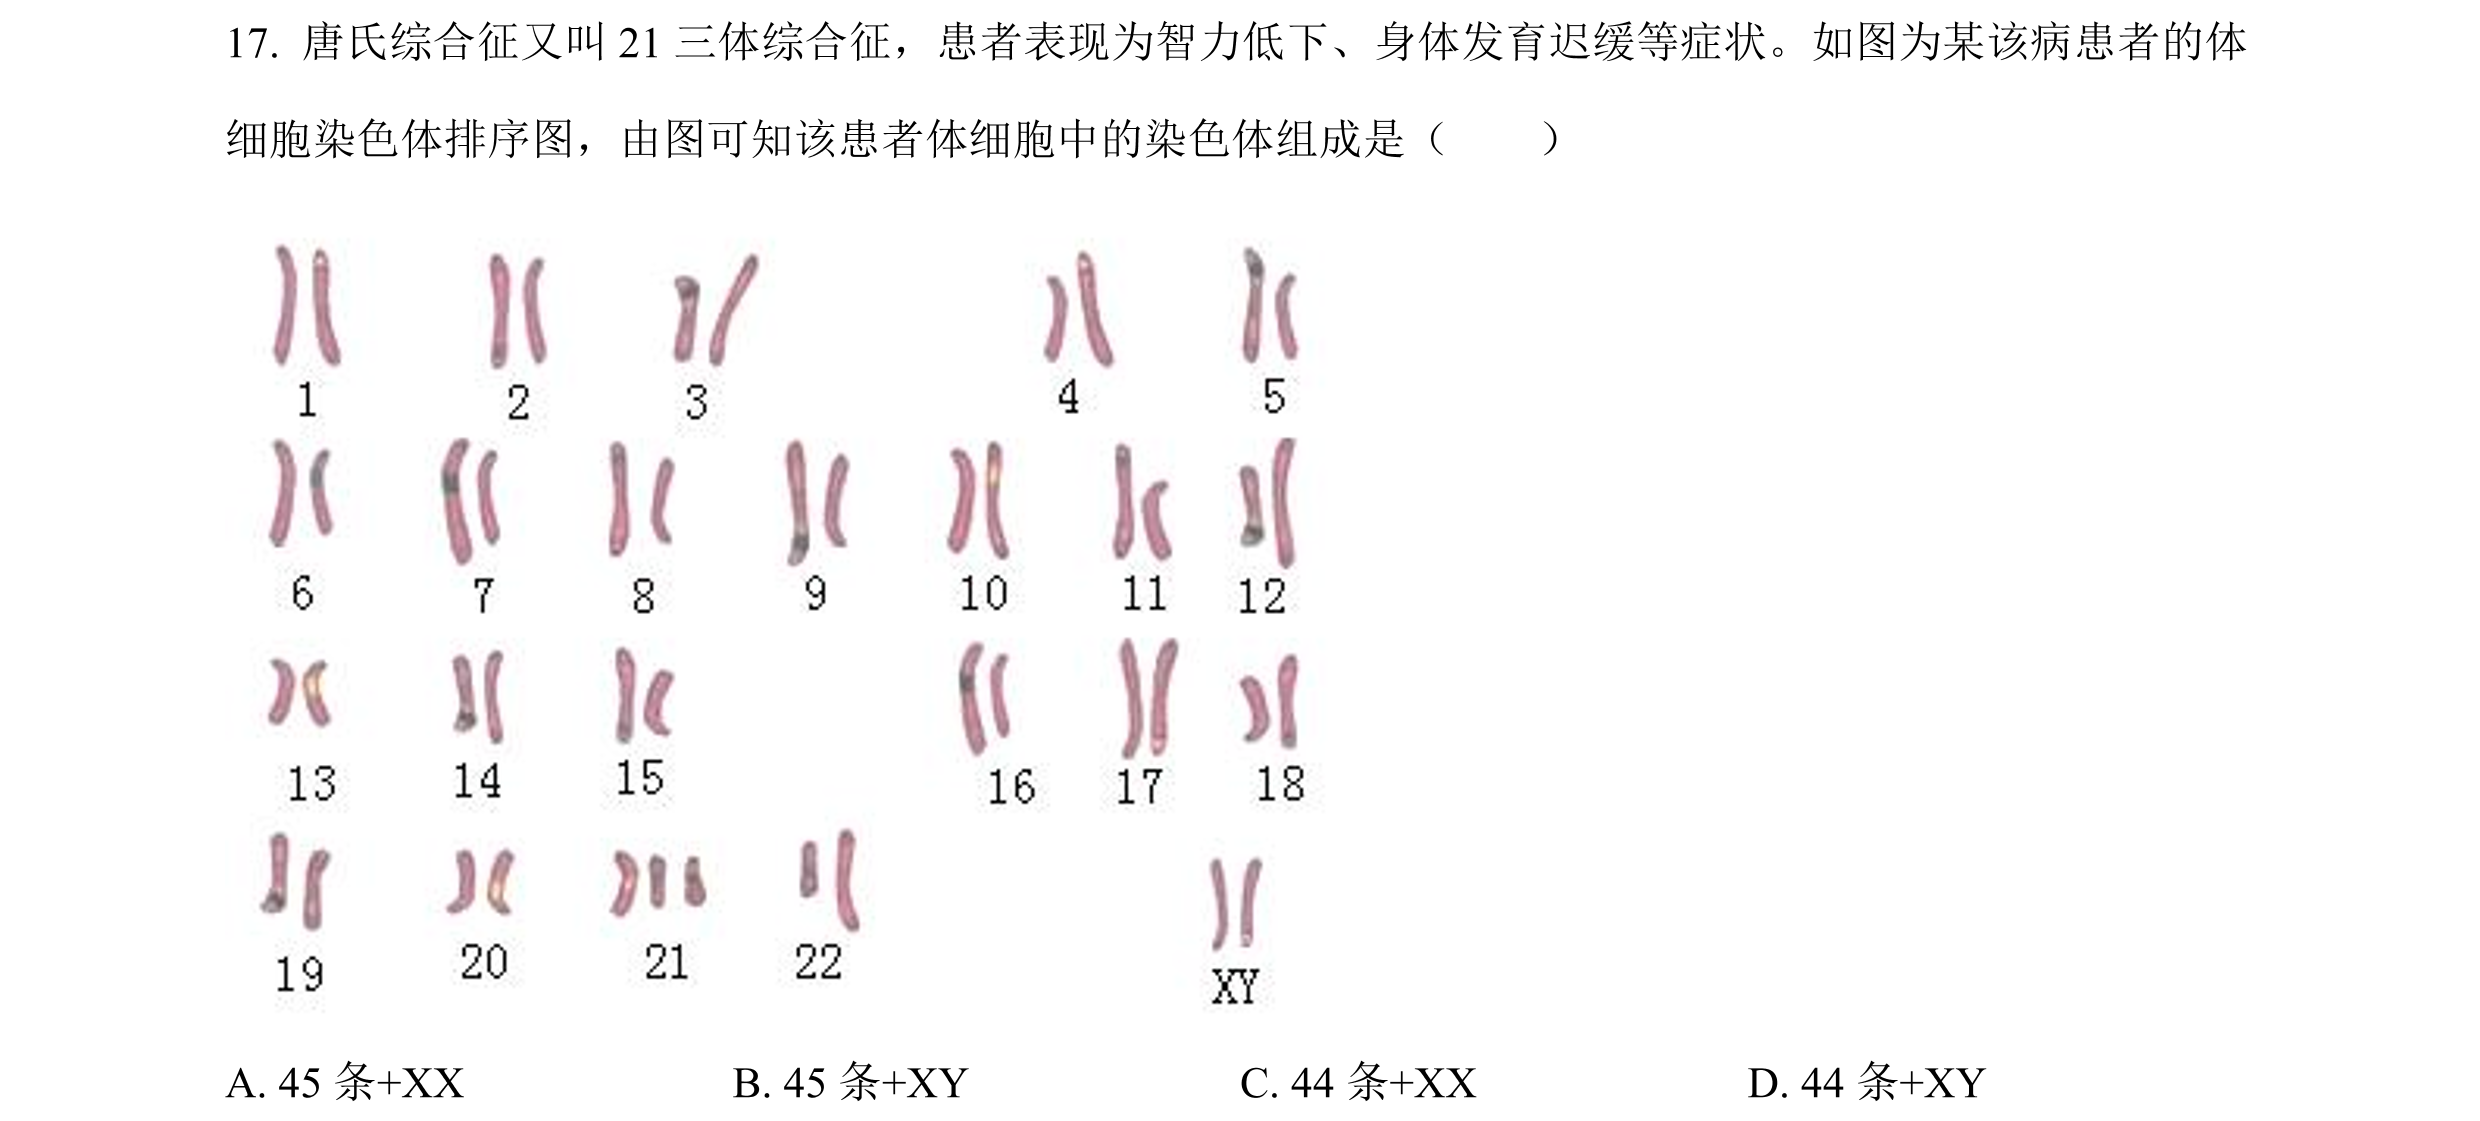 17. 唐氏综合征又叫 21 三体综合征，患者表现为智力低下、身体发育迟缓等症状。如图为某该病患者的体
细胞染色体排序图，由图可知该患者体细胞中的染色体组成是（　　）
1 2 3 4 5
6 7 8 9 10 11 12
13 14 15 16 17 18
19 20 21 22 XY
A. 45 条+XX B. 45 条+XY C. 44 条+XX D. 44 条+XY